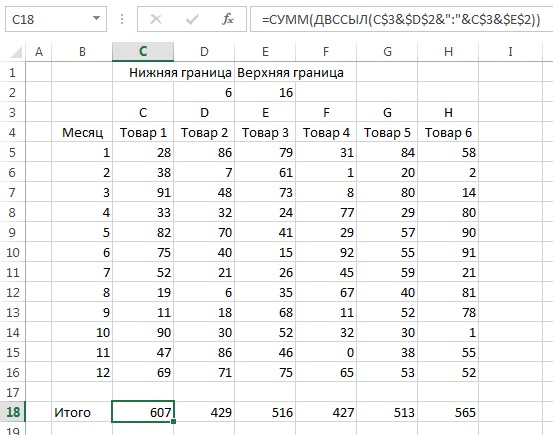 C18 =СУММ(ДВССЫЛ(C$3&$D$2&":"&C$3&$E$2))
A B C D E F G H I
1 Нижняя граница Верхняя граница
2 6 16
3 C D E F G H
4 Месяц Товар 1 Товар 2 Товар 3 Товар 4 Товар 5 Товар 6
5 1 28 86 79 31 84 58
6 2 38 7 61 1 20 2
7 3 91 48 73 8 80 14
8 4 33 32 24 77 29 80
9 5 82 70 41 29 57 90
10 6 75 40 15 92 55 91
11 7 52 21 26 45 59 21
12 8 19 6 35 67 40 81
13 9 11 18 68 11 52 78
14 10 90 30 52 32 30 1
15 11 47 86 46 0 38 55
16 12 69 71 75 65 53 52
17
18 Итого 607 429 516 427 513 565
19